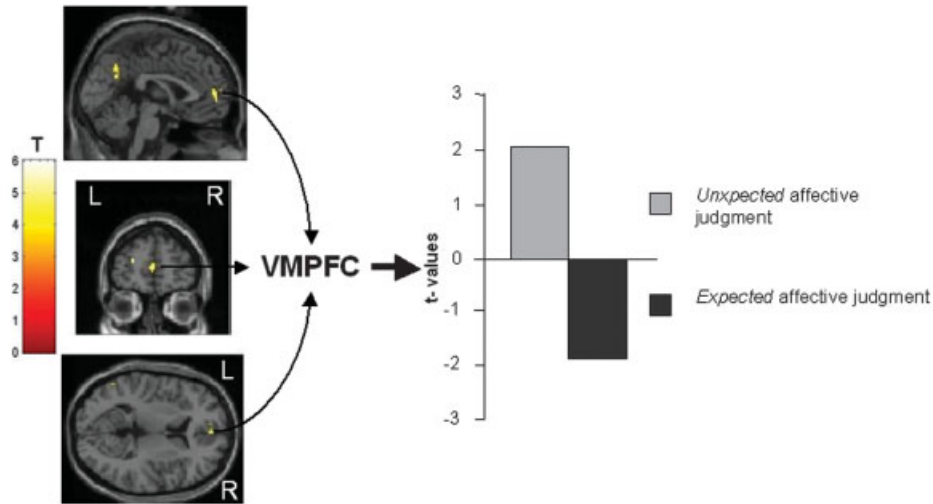 T
6
5
4
3
2
1
0
L R
VMPFC
L
R
t- values
3
2
1
0
-1
-2
-3
Unxpected affective
judgment
Expected affective judgment